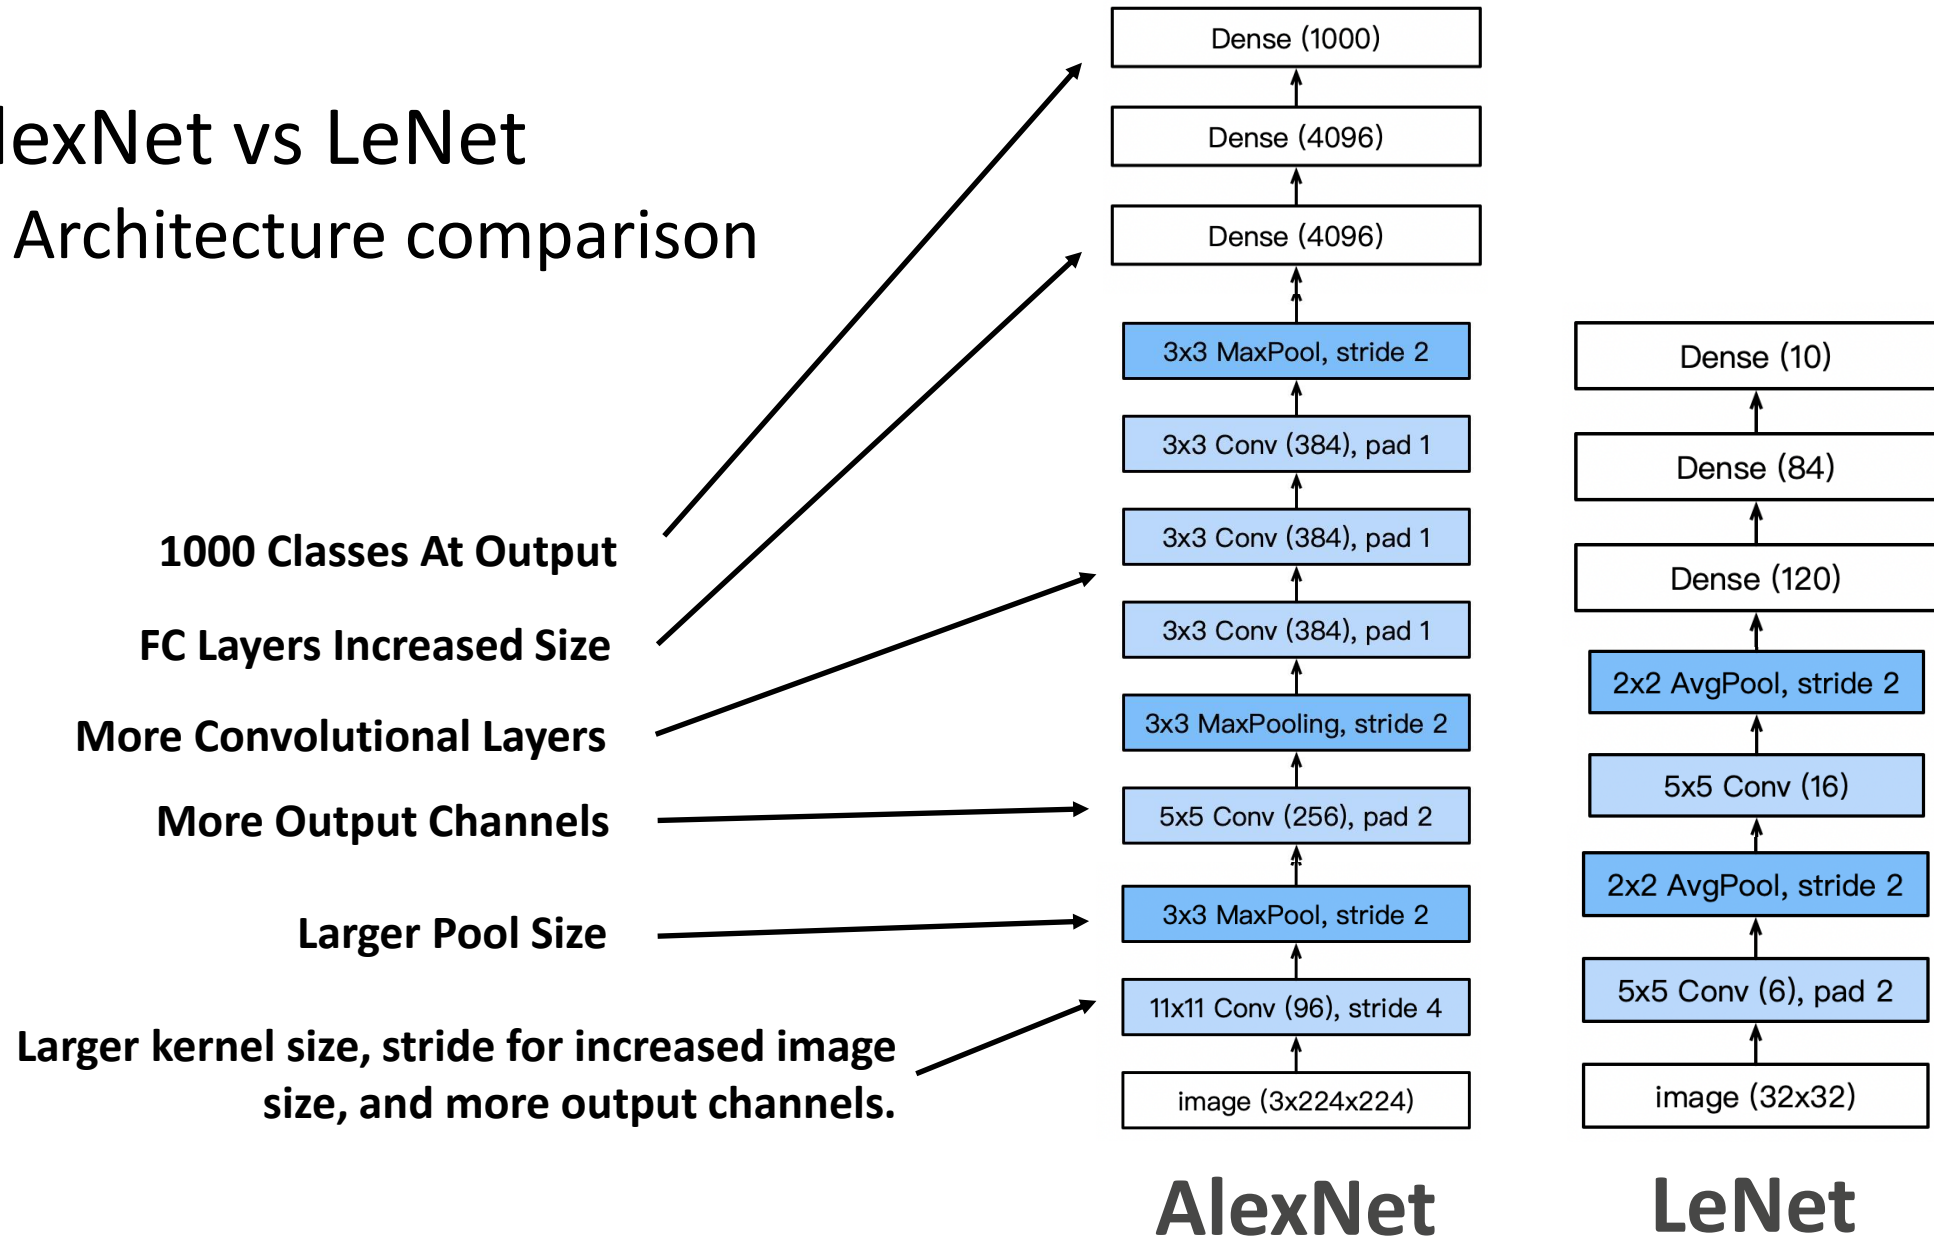 lexNet vs LeNet
Architecture comparison
1000 Classes At Output
FC Layers Increased Size
More Convolutional Layers
More Output Channels
Larger Pool Size
Larger kernel size, stride for increased image
size, and more output channels.
Dense (1000)
Dense (4096)
Dense (4096)
3x3 MaxPool, stride 2
3x3 Conv (384), pad 1
3x3 Conv (384), pad 1
3x3 Conv (384), pad 1
3x3 MaxPooling, stride 2
5x5 Conv (256), pad 2
3x3 MaxPool, stride 2
11x11 Conv (96), stride 4
image (3x224x224)
AlexNet
Dense (10)
Dense (84)
Dense (120)
2x2 AvgPool, stride 2
5x5 Conv (16)
2x2 AvgPool, stride 2
5x5 Conv (6), pad 2
image (32x32)
LeNet